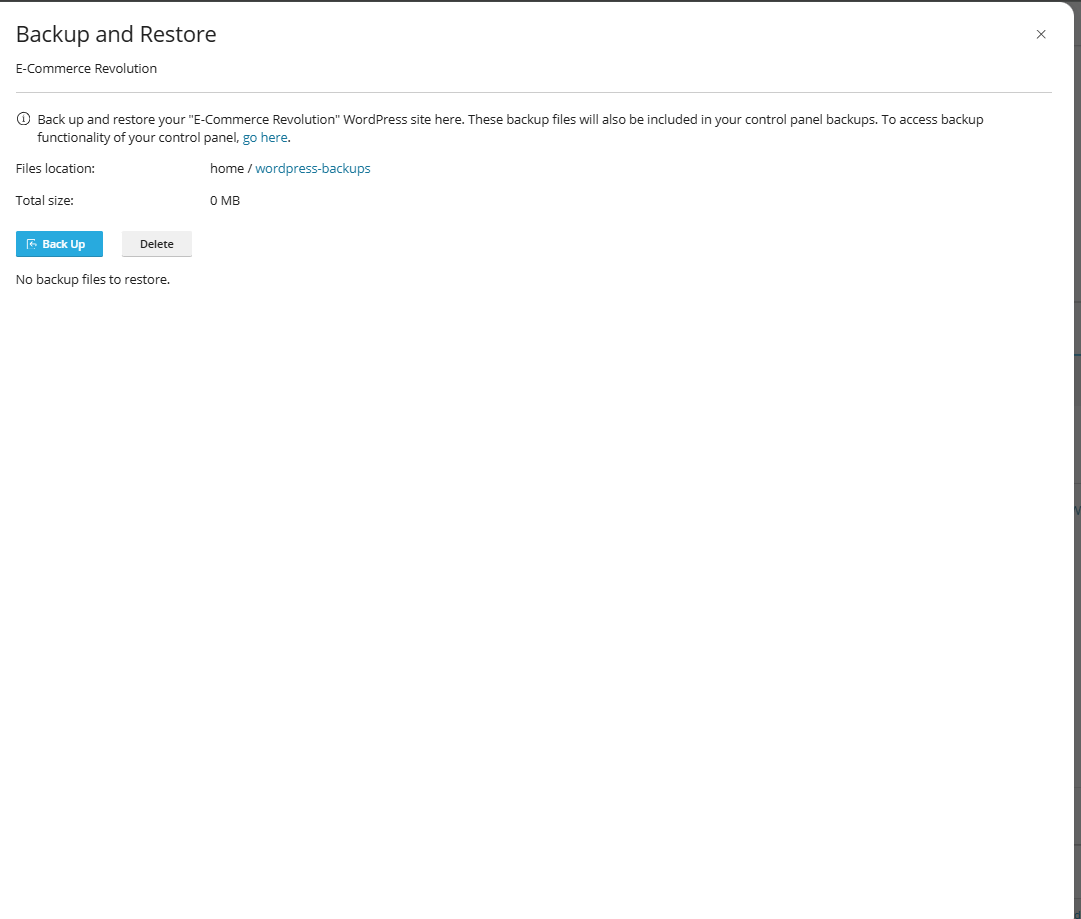 Backup and Restore
E-Commerce Revolution
Back up and restore your "E-Commerce Revolution" WordPress site here. These backup files will also be included in your control panel backups. To access backup
functionality of your control panel, go here.
Files location: home / wordpress-backups
Total size: 0 MB
Back Up Delete
No backup files to restore.